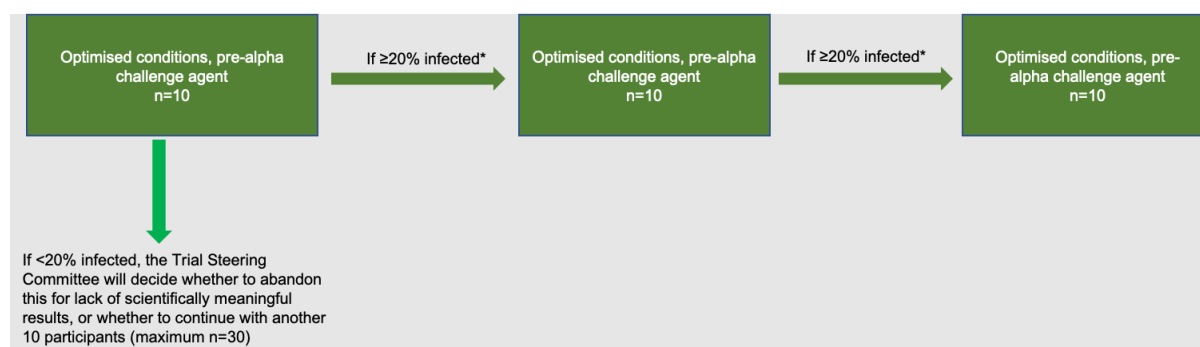 Optimised conditions, pre-alpha
challenge agent
n=10
If ≥20% infected*
Optimised conditions, pre-alpha
challenge agent
n=10
If ≥20% infected*
Optimised conditions, pre-
alpha challenge agent
n=10
If <20% infected, the Trial Steering
Committee will decide whether to abandon
this for lack of scientifically meaningful
results, or whether to continue with another
10 participants (maximum n=30)